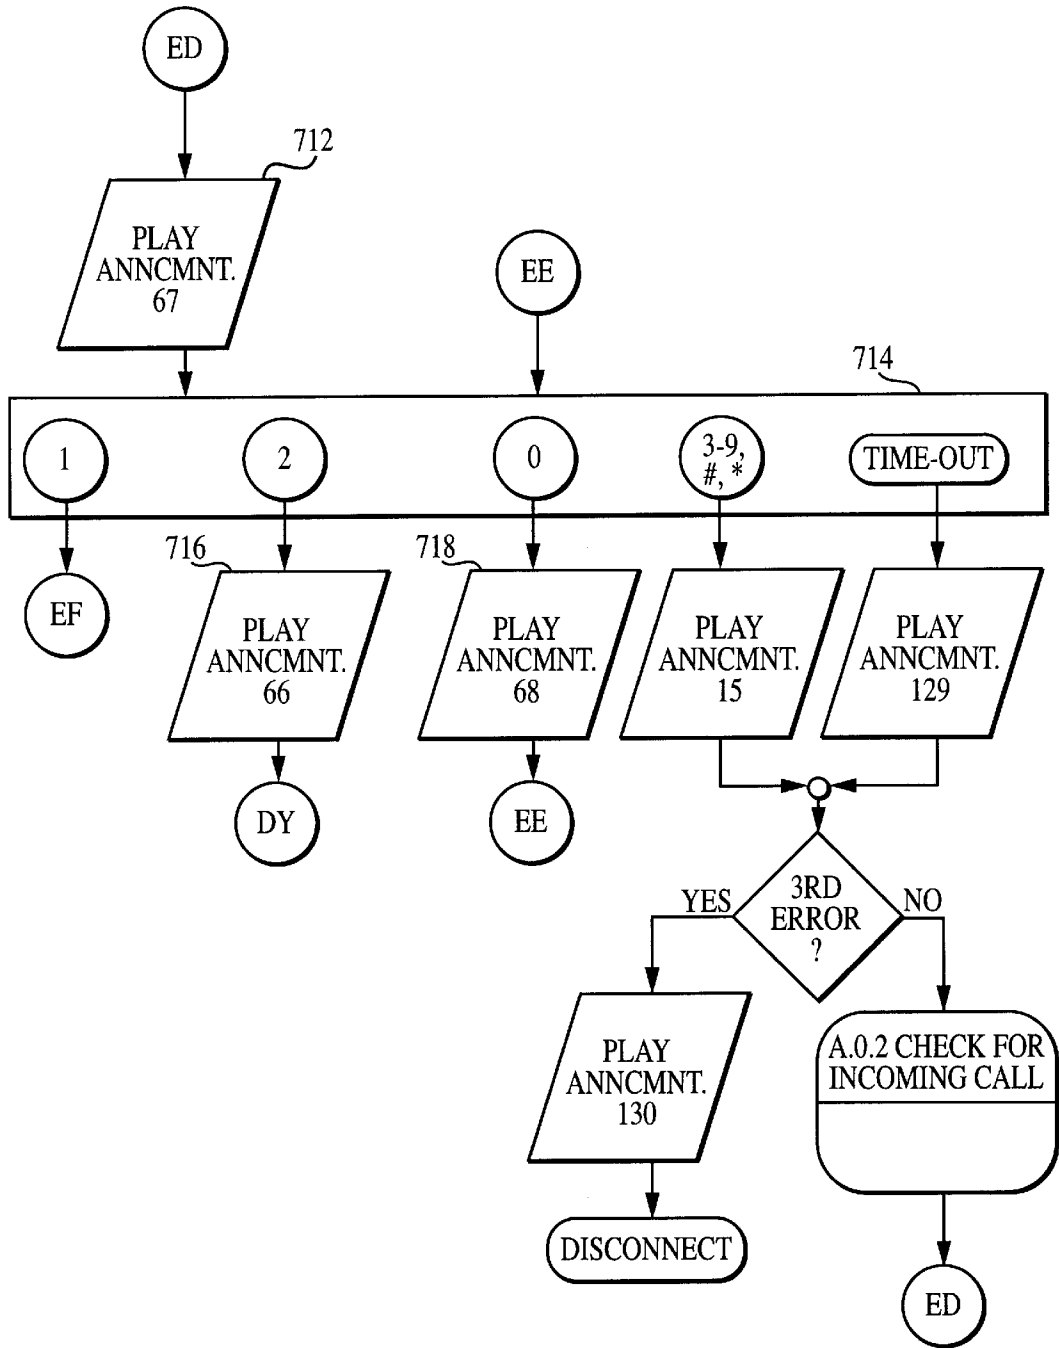 ED
712
PLAY
ANNCMNT.
67
EE
714
1
2
0
3-9,
#, *
TIME-OUT
EF
716
PLAY
ANNCMNT.
66
718
PLAY
ANNCMNT.
68
PLAY
ANNCMNT.
15
PLAY
ANNCMNT.
129
DY
EE
YES
3RD
ERROR
?
NO
PLAY
ANNCMNT.
130
A.0.2 CHECK FOR
INCOMING CALL
DISCONNECT
ED